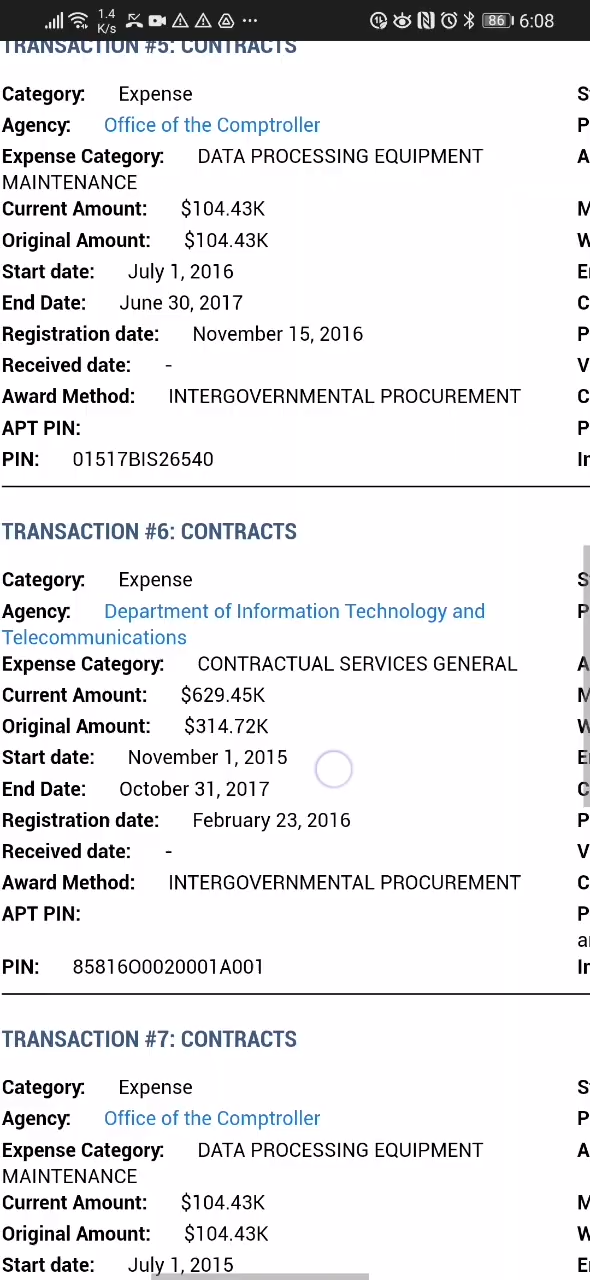 1.4
K/s
86
6:08
TRANSACTION #5: CONTRACTS
Category: Expense
Agency: Office of the Comptroller
Expense Category: DATA PROCESSING EQUIPMENT
MAINTENANCE
Current Amount: $104.43K
Original Amount: $104.43K
Start date: July 1, 2016
End Date: June 30, 2017
Registration date: November 15, 2016
Received date: -
Award Method: INTERGOVERNMENTAL PROCUREMENT
APT PIN:
PIN: 01517BIS26540
TRANSACTION #6: CONTRACTS
Category: Expense
Agency: Department of Information Technology and
Telecommunications
Expense Category: CONTRACTUAL SERVICES GENERAL
Current Amount: $629.45K
Original Amount: $314.72K
Start date: November 1, 2015
End Date: October 31, 2017
Registration date: February 23, 2016
Received date: -
Award Method: INTERGOVERNMENTAL PROCUREMENT
APT PIN:
PIN: 85816O0020001A001
TRANSACTION #7: CONTRACTS
Category: Expense
Agency: Office of the Comptroller
Expense Category: DATA PROCESSING EQUIPMENT
MAINTENANCE
Current Amount: $104.43K
Original Amount: $104.43K
Start date: July 1, 2015